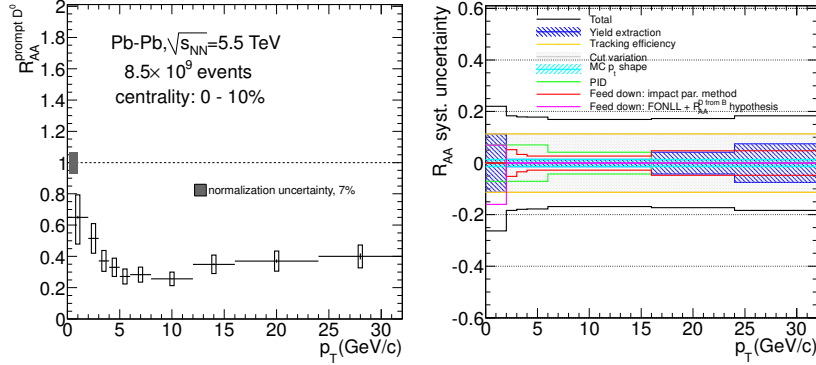 R_AA^prompt D^0
2
1.8
1.6
1.4
1.2
1
0.8
0.6
0.4
0.2
0
Pb-Pb, √s_NN=5.5 TeV
8.5× 10^9 events
centrality: 0 - 10%
normalization uncertainty, 7%
0 5 10 15 20 25 30
p_T(GeV/c)
R_AA syst. uncertainty
0.6
0.4
0.2
0
-0.2
-0.4
-0.6
Total
Yield extraction
Tracking efficiency
Cut variation
MC p_t shape
PID
Feed down: impact par. method
Feed down: FONLL + R_AA^D from B hypothesis
0 5 10 15 20 25 30
p_T(GeV/c)